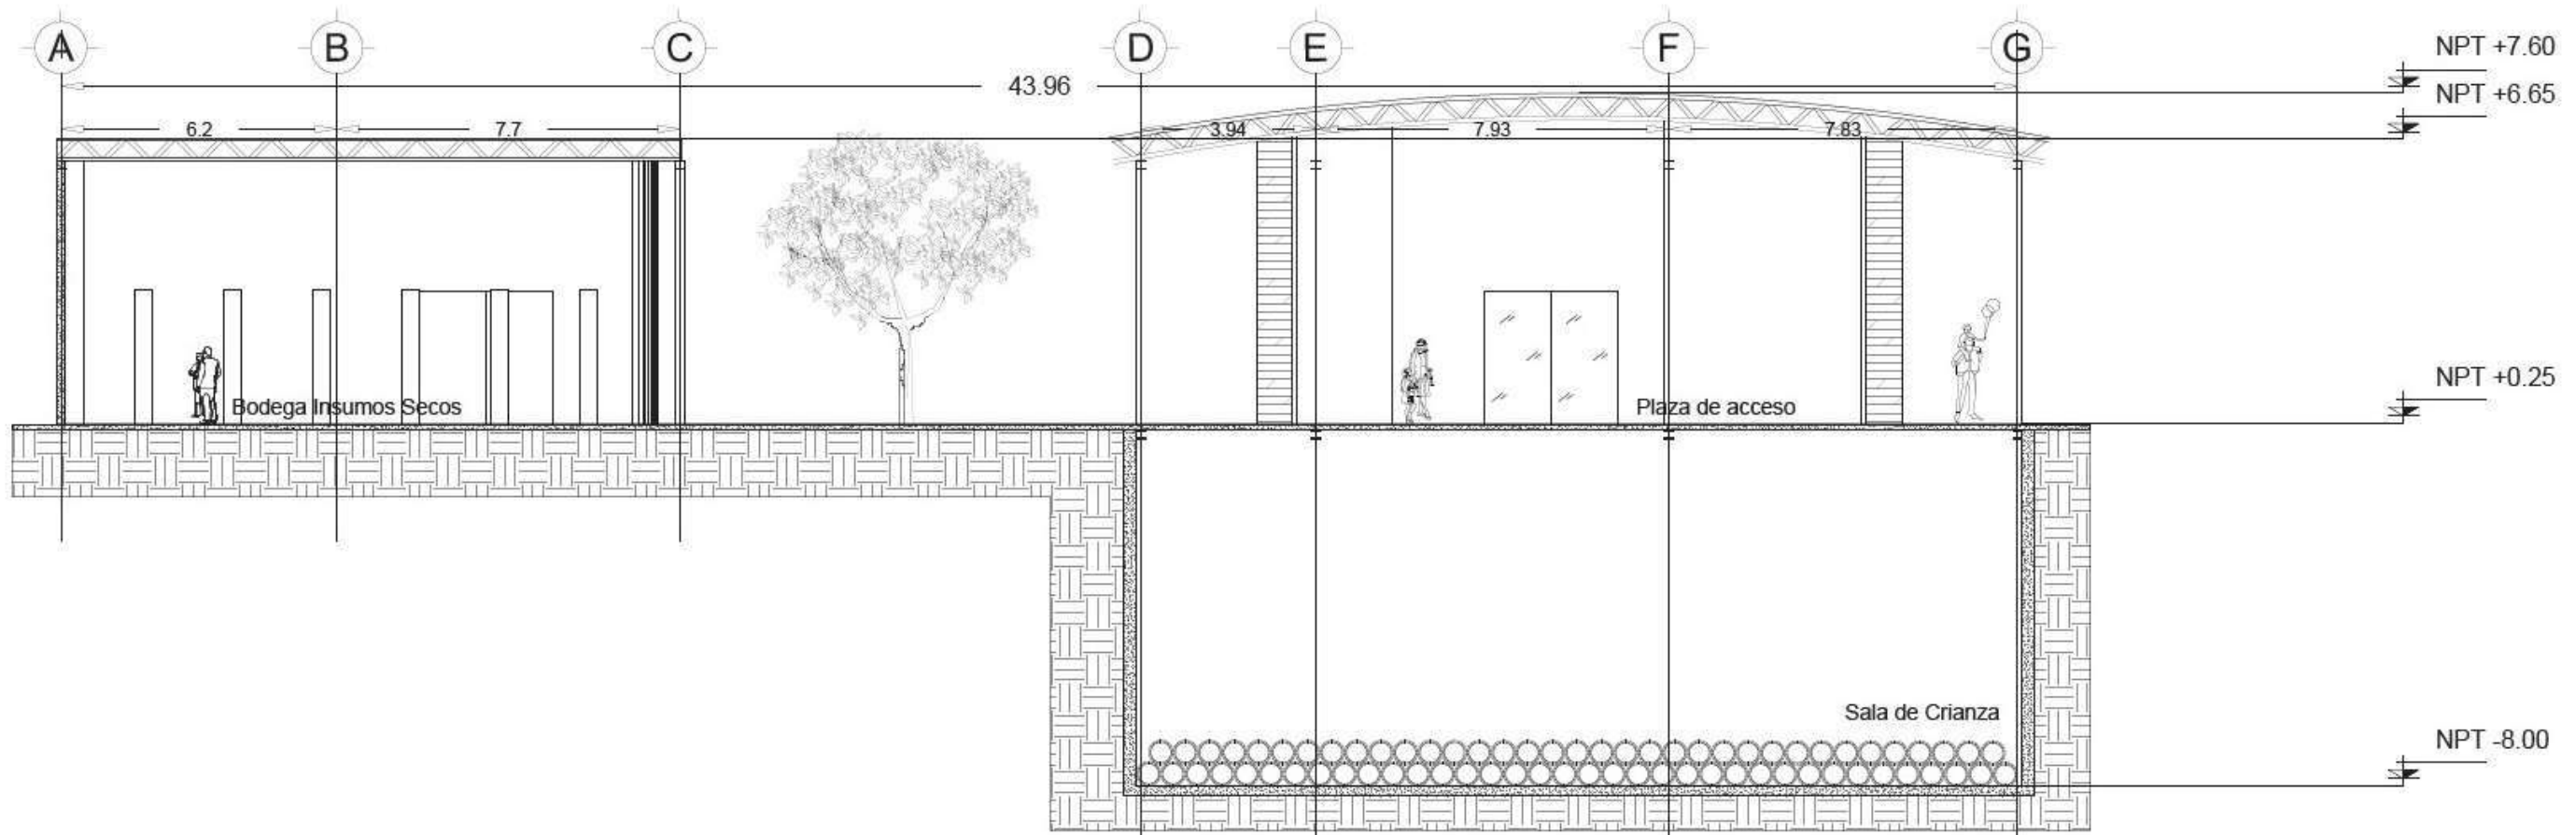 A B C D E F G
NPT +7.60
43.96
NPT +6.65
6.2 7.7 3.94 7.93 7.83
NPT +0.25
Bodega Insumos Secos
Plaza de acceso
Sala de Crianza
NPT -8.00